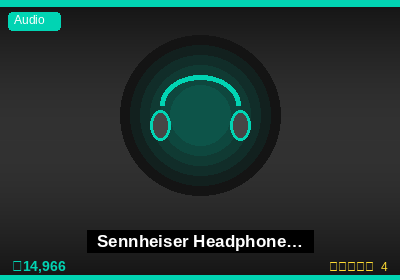 Audio
Sennheiser Headphone...
▯14,966
▯▯▯▯▯ 4